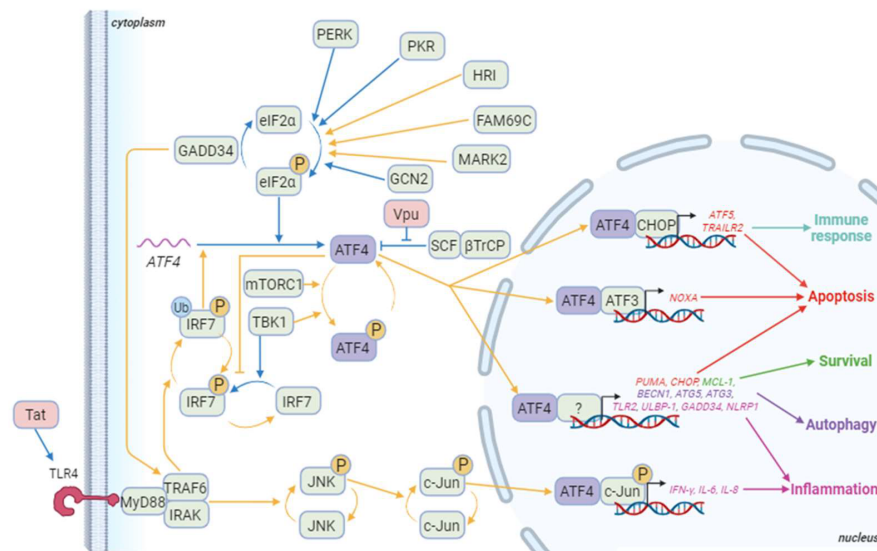 cytoplasm
PERK
PKR
HRI
eIF2α
FAM69C
GADD34
P
MARK2
eIF2α
GCN2
Vpu
ATF4
ATF4
SCF βTrCP
mTORC1
Ub
P
IRF7
TBK1
P
ATF4
P
IRF7
IRF7
Tat
TLR4
MyD88
TRAF6
IRAK
P
JNK
JNK
P
c-Jun
c-Jun
ATF4 CHOP
ATF5,
TRAILR2
Immune
response
ATF4 ATF3
NOXA
Apoptosis
Survival
ATF4 ?
PUMA, CHOP, MCL-1,
BECN1, ATG5, ATG3,
TLR2, ULBP-1, GADD34, NLRP1
Autophagy
P
ATF4 c-Jun
IFN-γ, IL-6, IL-8
Inflammation
nucleus